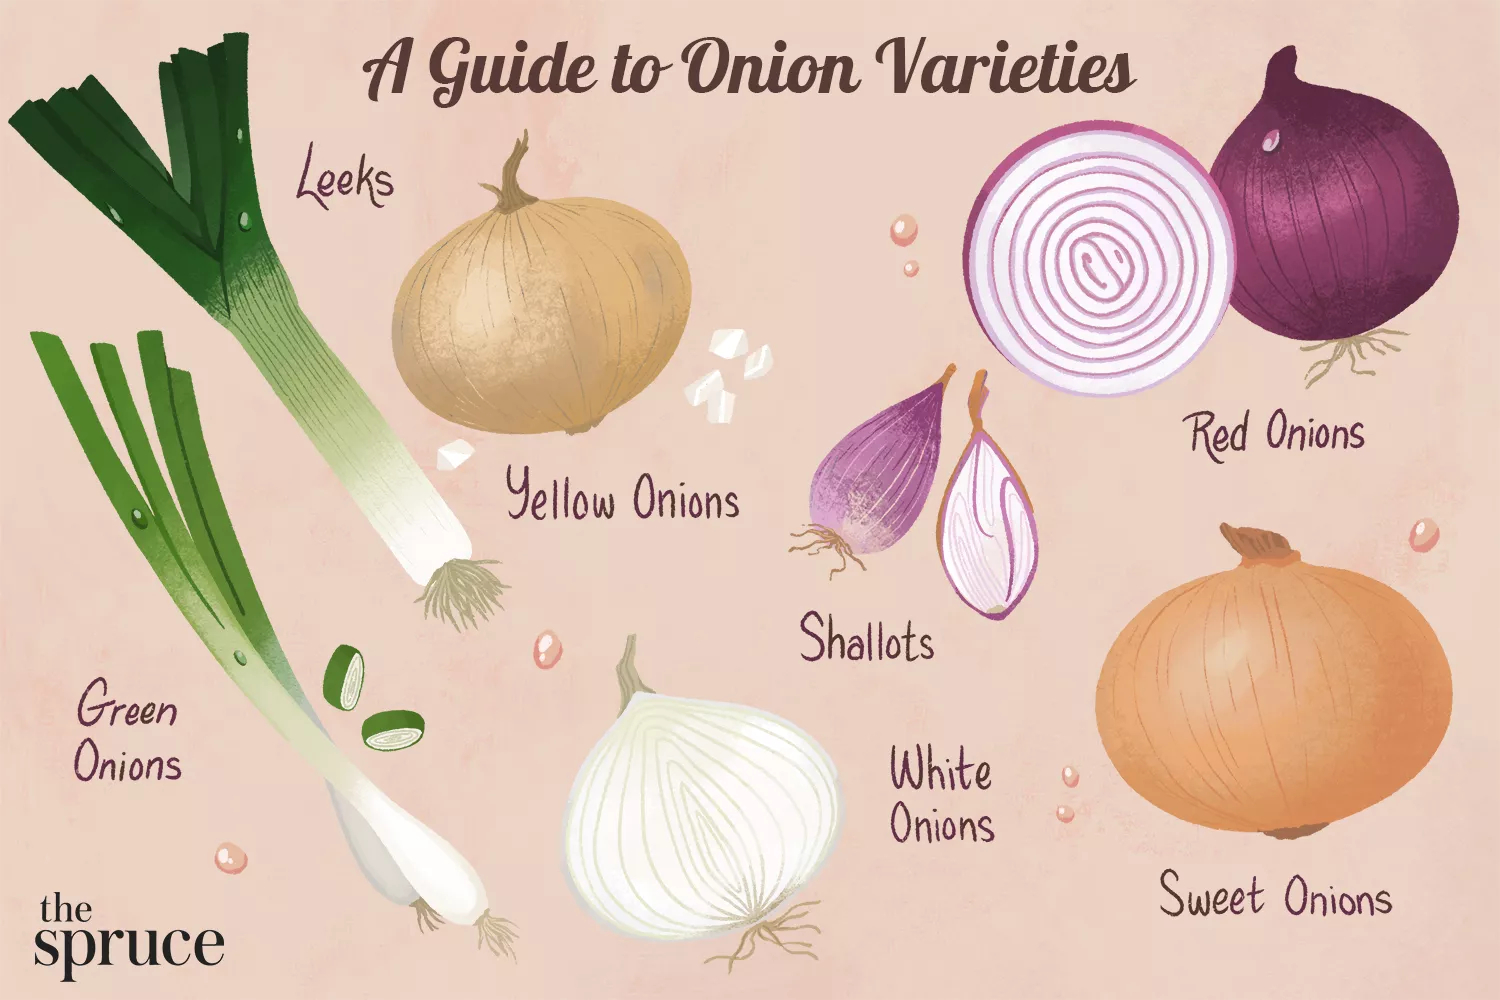 A Guide to Onion Varieties
Leeks
Yellow Onions
Red Onions
Shallots
Green
Onions
White
Onions
Sweet Onions
the
spruce